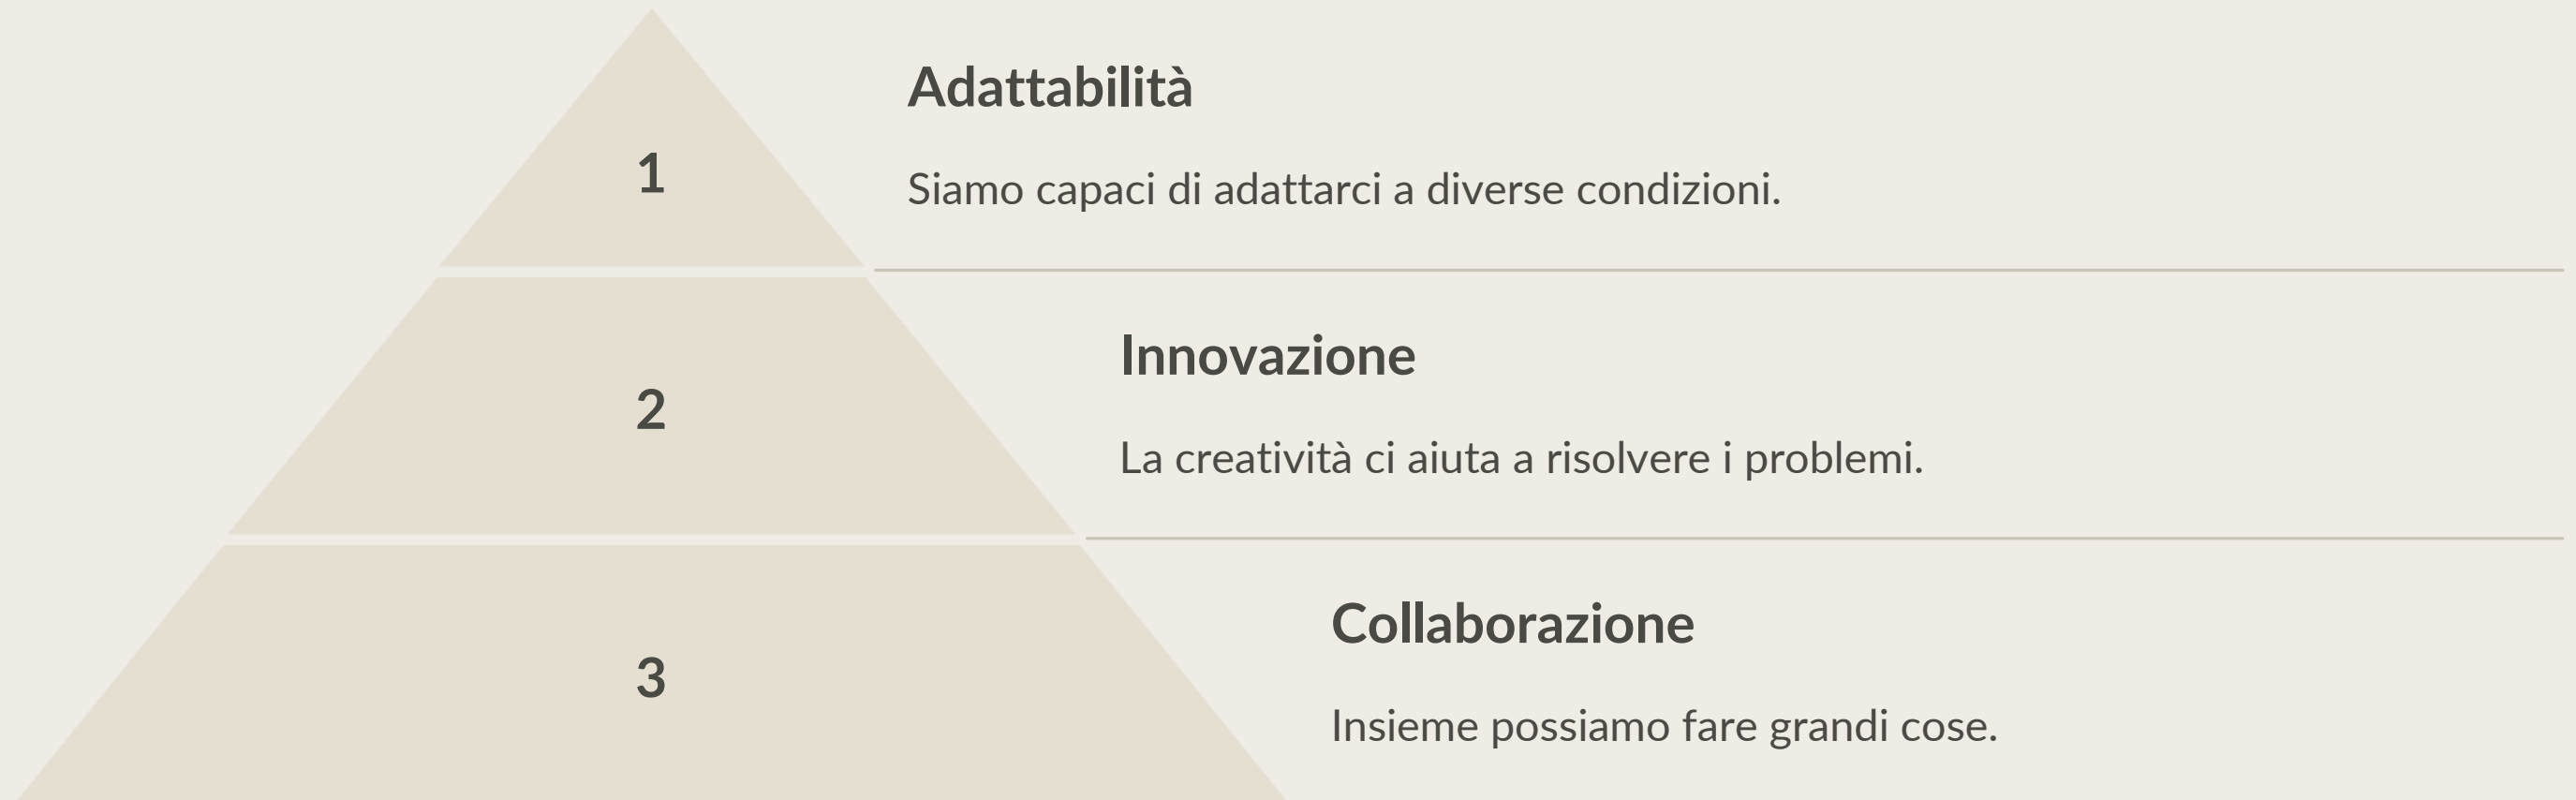 1
Adattabilità
Siamo capaci di adattarci a diverse condizioni.
2
Innovazione
La creatività ci aiuta a risolvere i problemi.
3
Collaborazione
Insieme possiamo fare grandi cose.